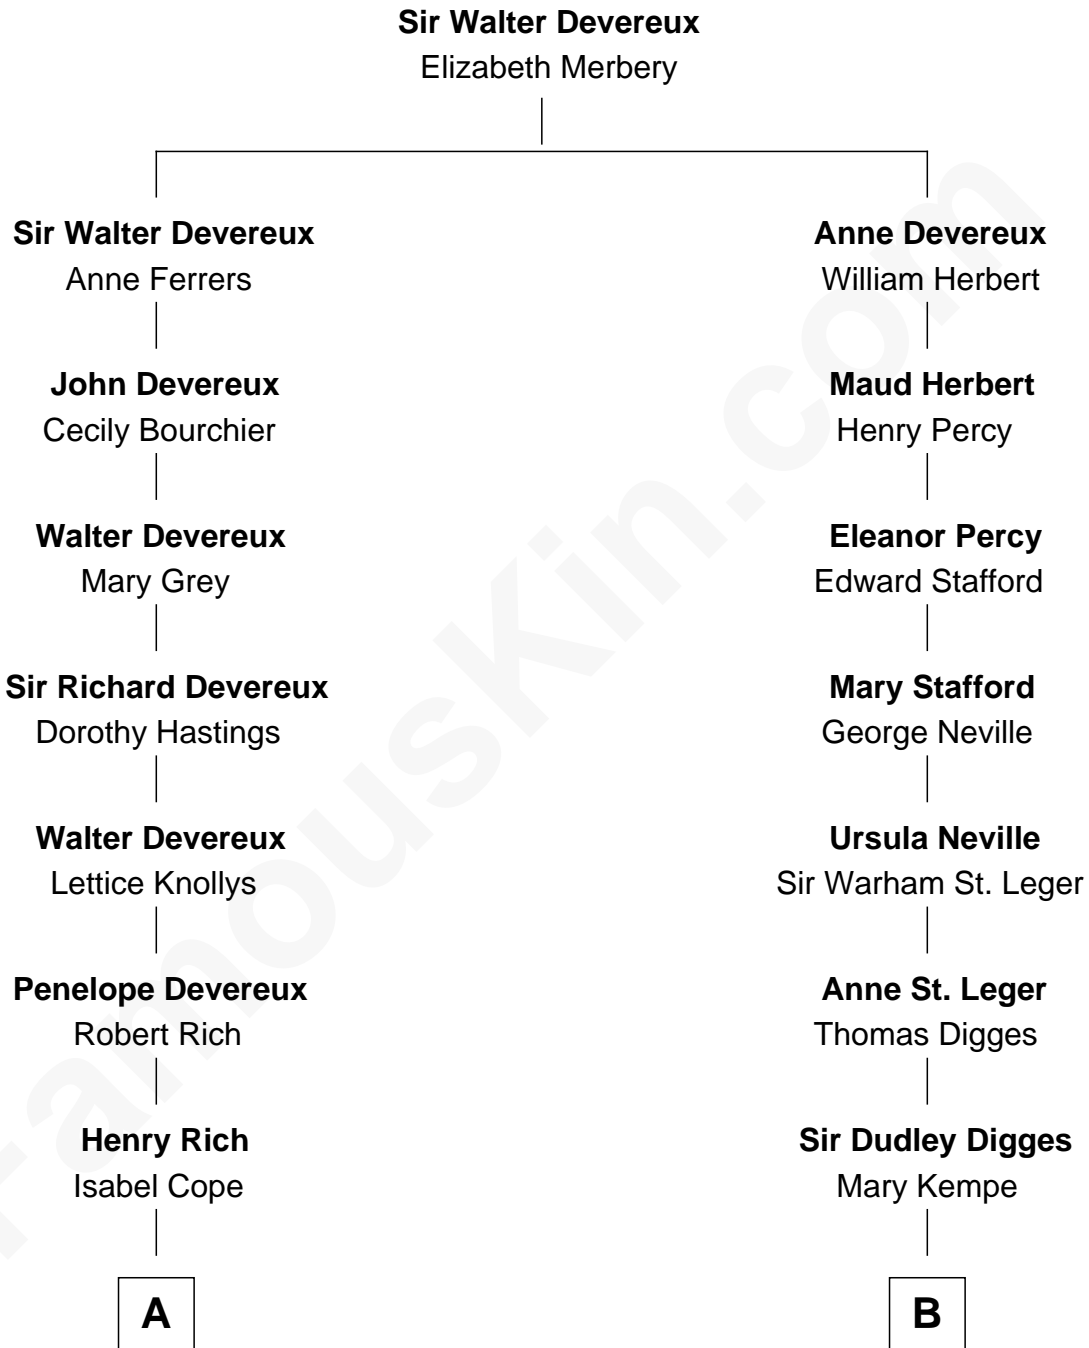 Sir Walter Devereux
Elizabeth Merbery
Sir Walter Devereux
Anne Ferrers
Anne Devereux
William Herbert
John Devereux
Cecily Bourchier
Maud Herbert
Henry Percy
Walter Devereux
Mary Grey
Eleanor Percy
Edward Stafford
Sir Richard Devereux
Dorothy Hastings
Mary Stafford
George Neville
Walter Devereux
Lettice Knollys
Ursula Neville
Sir Warham St. Leger
Penelope Devereux
Robert Rich
Anne St. Leger
Thomas Digges
Henry Rich
Isabel Cope
Sir Dudley Digges
Mary Kempe
A
B
FamousKin.com